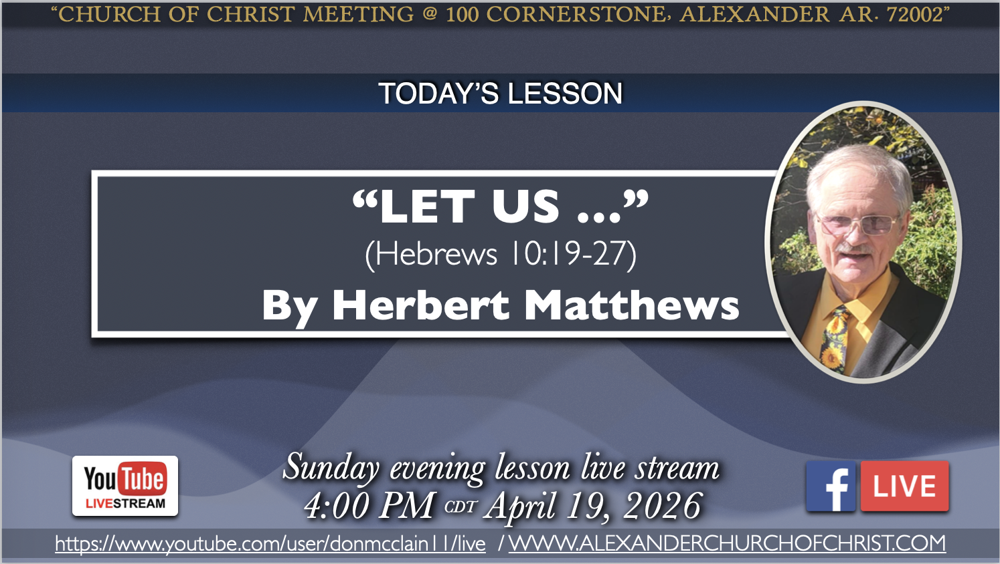 “CHURCH OF CHRIST MEETING @ 100 CORNERSTONE, ALEXANDER AR. 72002”
TODAY’S LESSON
“LET US ...”
(Hebrews 10:19-27)
By Herbert Matthews
YouTube
LIVESTREAM
Sunday evening lesson live stream
4:00 PM CDT April 19, 2026
f LIVE
https://www.youtube.com/user/donmcclain11/live / WWW.ALEXANDERCHURCHOFCHRIST.COM